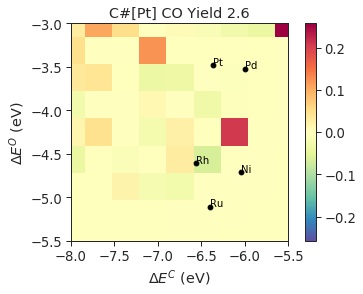 C#[Pt] CO Yield 2.6
−3.0
−3.5
−4.0
−4.5
−5.0
−5.5
ΔE^O (eV)
Pt
Pd
Rh
Ni
Ru
−8.0 −7.5 −7.0 −6.5 −6.0 −5.5
ΔE^C (eV)
0.2
0.1
0.0
−0.1
−0.2